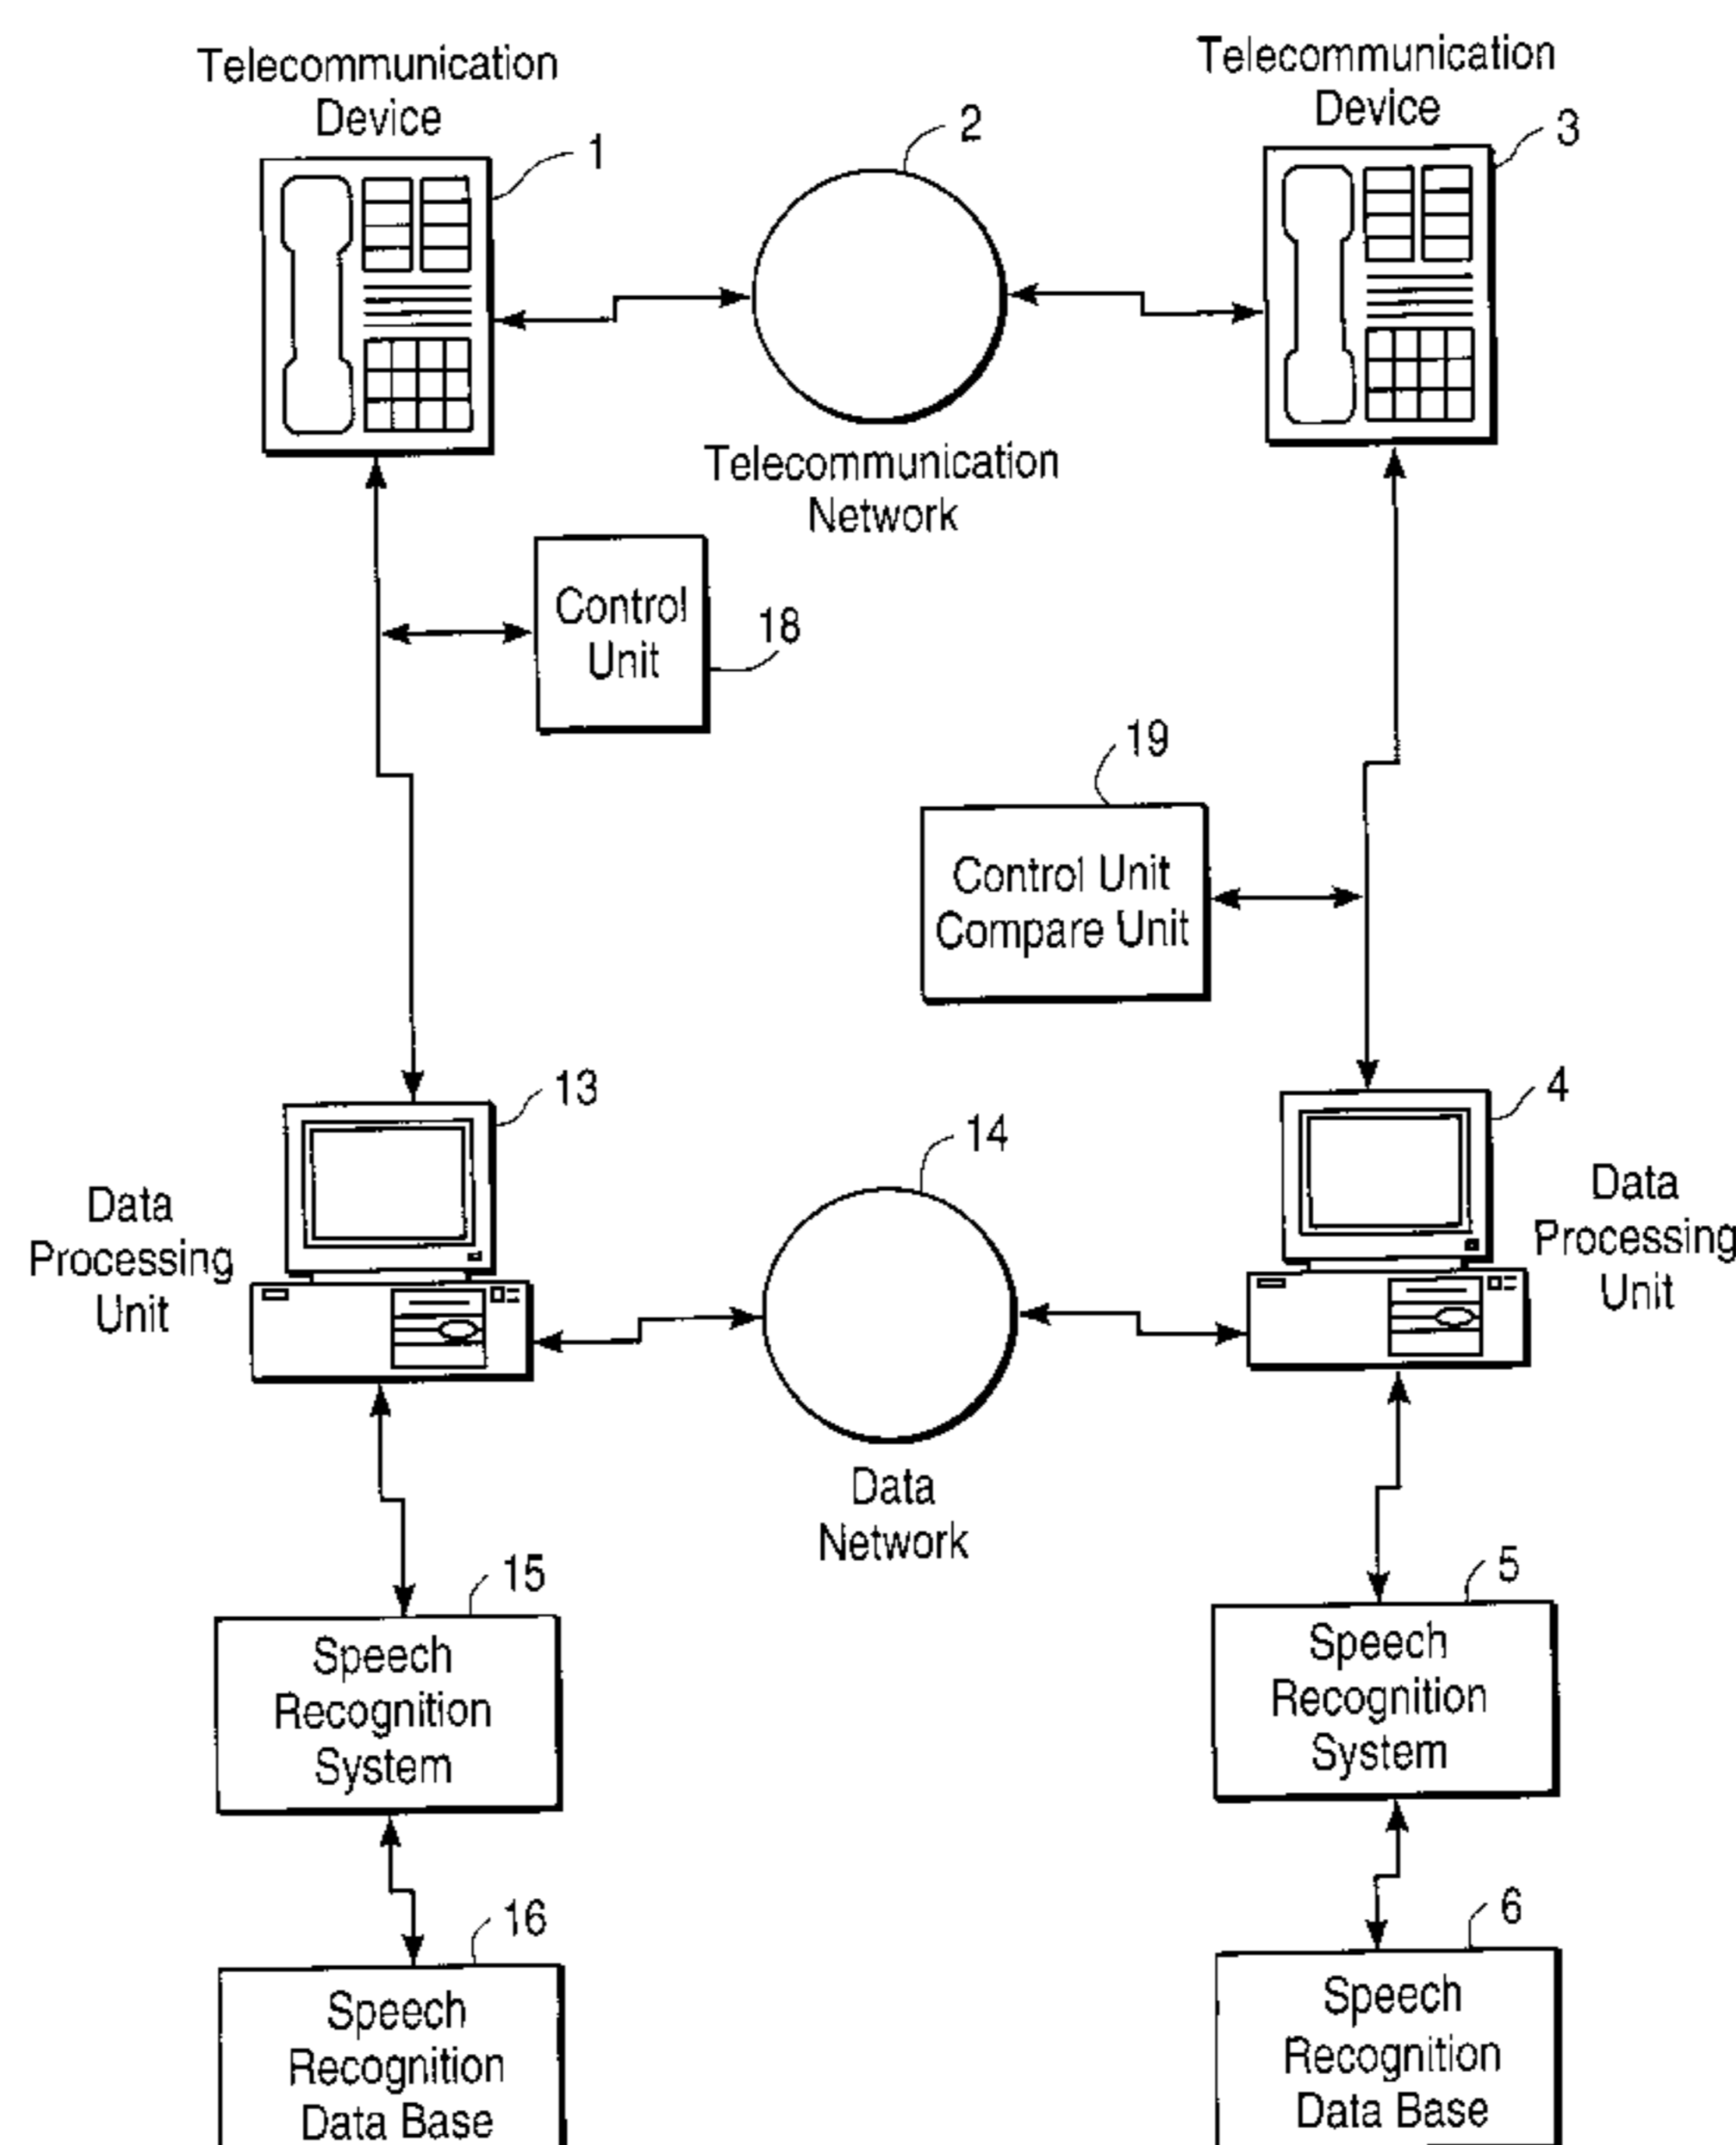 Telecommunication
Device
1
2
Telecommunication
Device
3
Telecommunication
Network
Control
Unit
18
19
Control Unit
Compare Unit
13
Data
Processing
Unit
14
4
Data
Processing
Unit
Data
Network
15
Speech
Recognition
System
5
Speech
Recognition
System
16
Speech
Recognition
Data Base
6
Speech
Recognition
Data Base